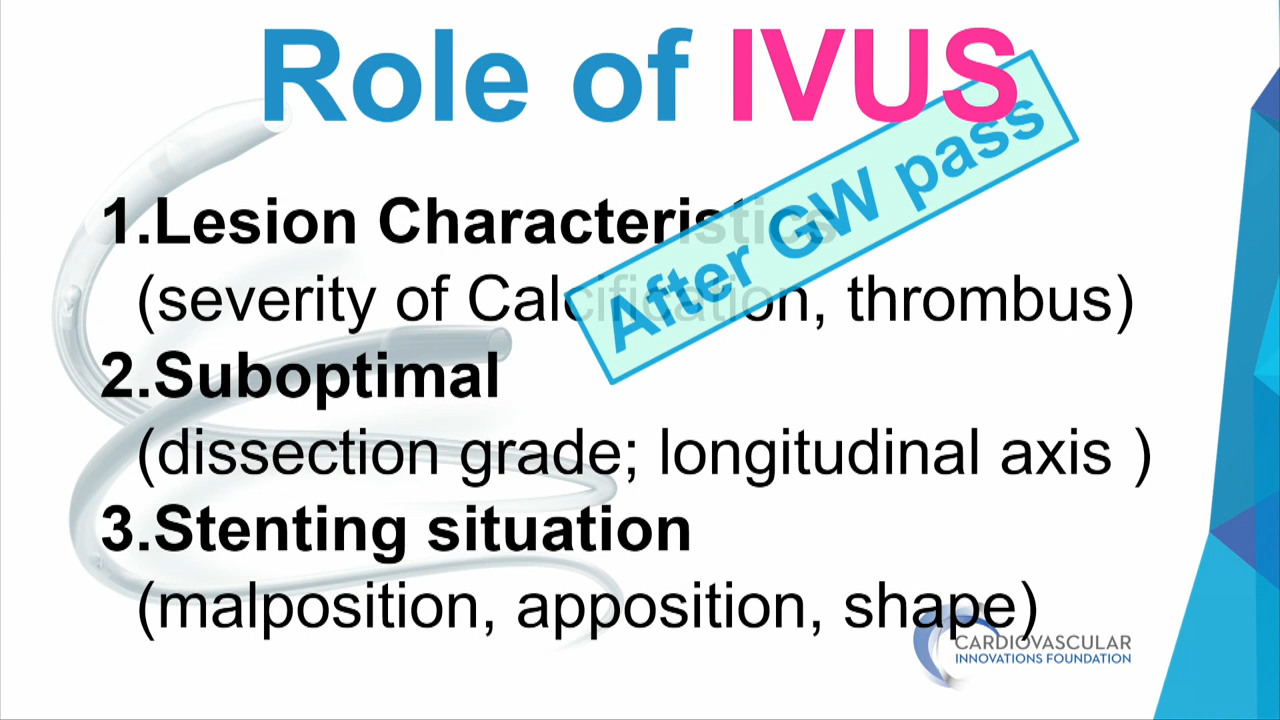 Role of IVUS
After GW pass
1.Lesion Characteristics
(severity of Calcification, thrombus)
2.Suboptimal
(dissection grade; longitudinal axis )
3.Stenting situation
(malposition, apposition, shape)
CARDIOVASCULAR
INNOVATIONS FOUNDATION